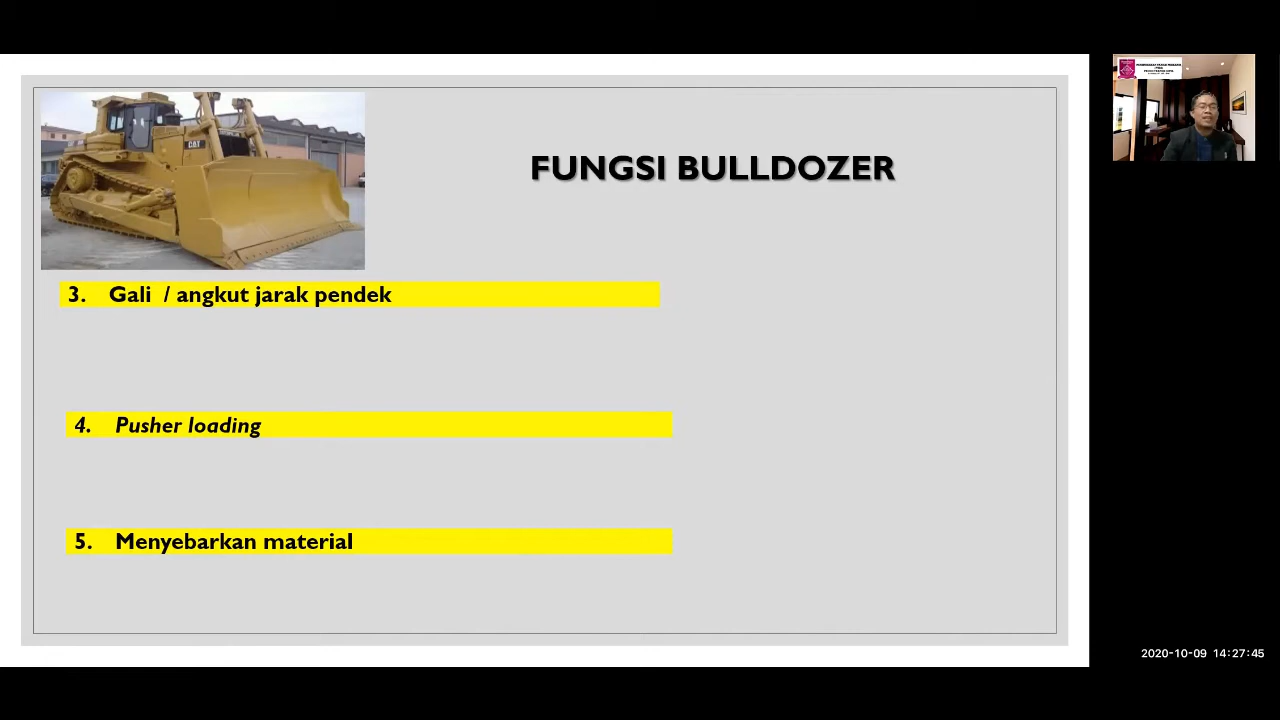 FUNGSI BULLDOZER
CAT
3. Gali / angkut jarak pendek
4. Pusher loading
5. Menyebarkan material
2020-10-09 14:27:45